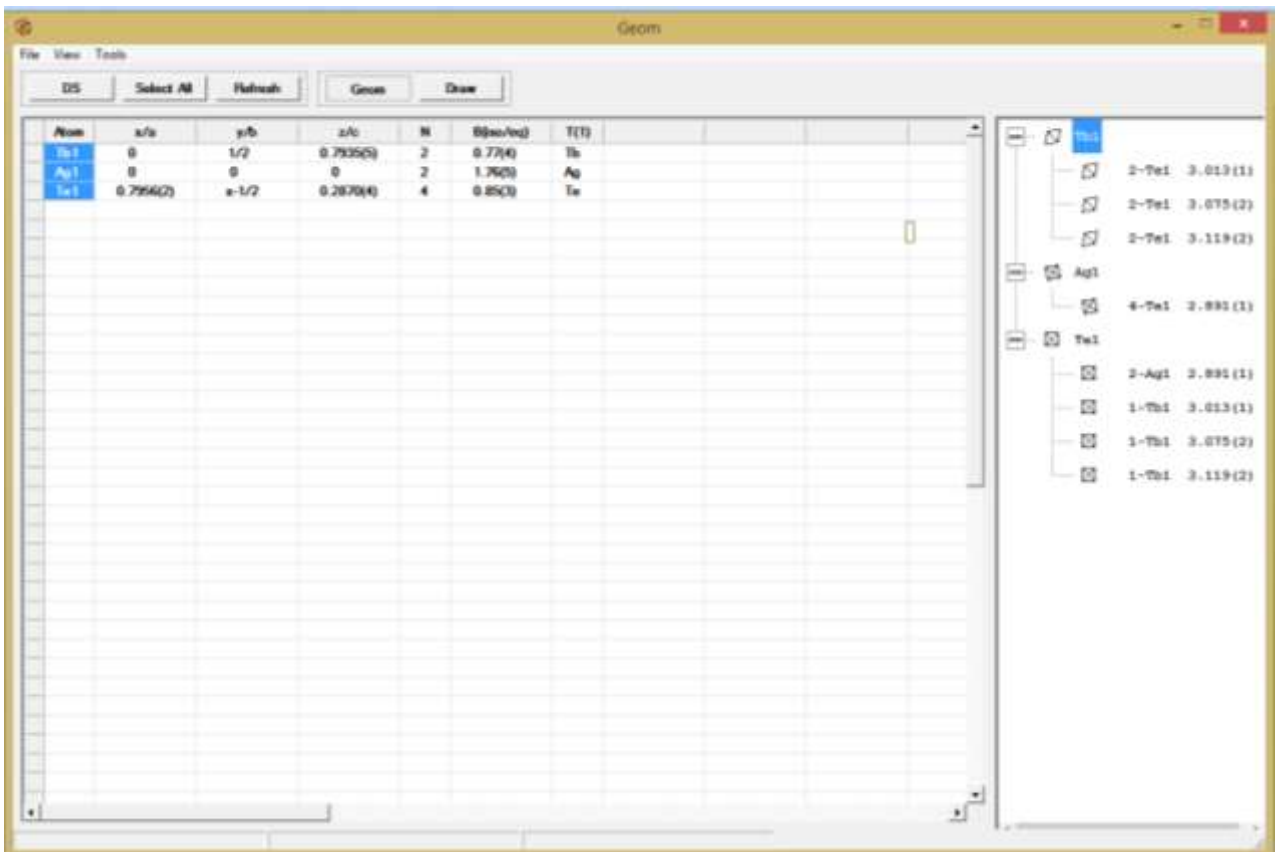 Geom
File View Tools
DS Select All Refresh Geom Draw
Atom x/a y/b z/c N B(iso/eq) T(T)
Tb1 0 1/2 0.7935(5) 2 0.77(4) Tb
Ag1 0 0 0 2 1.76(5) Ag
Te1 0.7956(2) x-1/2 0.2870(4) 4 0.85(3) Te
Tb1
2-Te1 3.013(1)
2-Te1 3.075(2)
2-Te1 3.119(2)
Ag1
4-Te1 2.891(1)
Te1
2-Ag1 2.891(1)
1-Tb1 3.013(1)
1-Tb1 3.075(2)
1-Tb1 3.119(2)